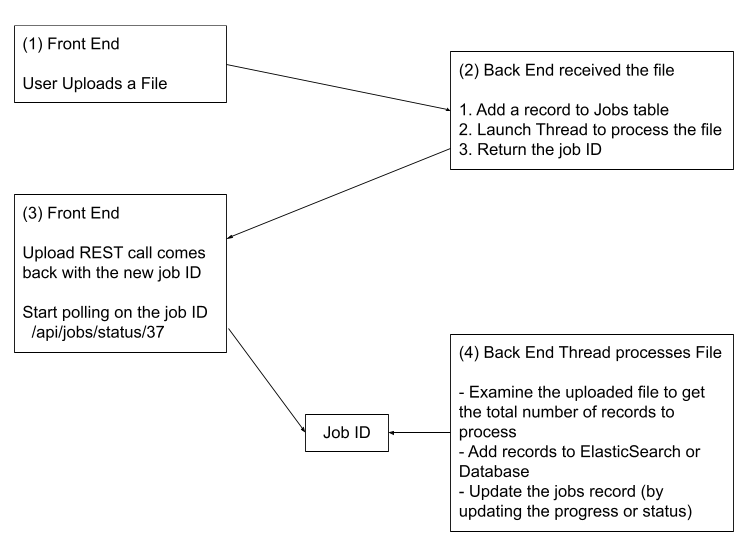 (1) Front End
User Uploads a File
(2) Back End received the file
1. Add a record to Jobs table
2. Launch Thread to process the file
3. Return the job ID
(3) Front End
Upload REST call comes
back with the new job ID
Start polling on the job ID
/api/jobs/status/37
(4) Back End Thread processes File
- Examine the uploaded file to get
the total number of records to
process
- Add records to ElasticSearch or
Database
- Update the jobs record (by
updating the progress or status)
Job ID